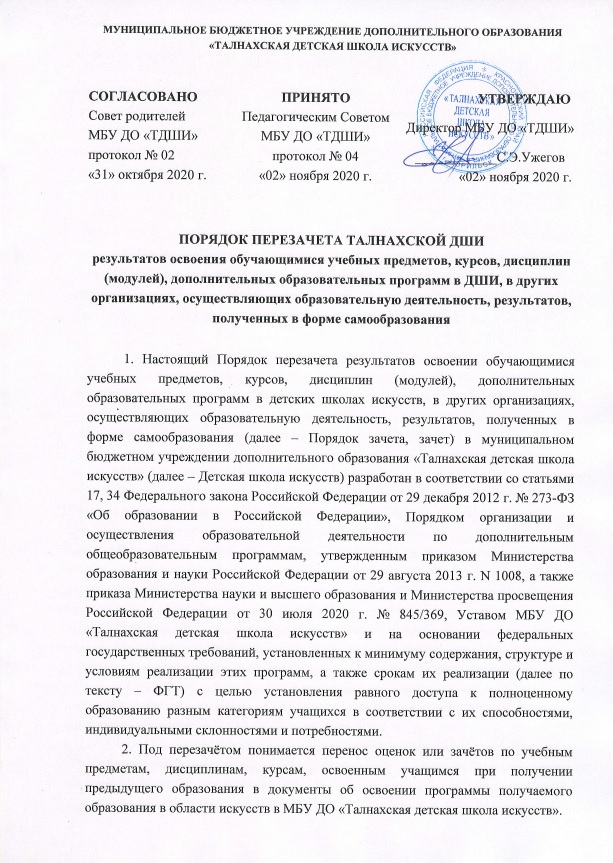 МУНИЦИПАЛЬНОЕ БЮДЖЕТНОЕ УЧРЕЖДЕНИЕ ДОПОЛНИТЕЛЬНОГО ОБРАЗОВАНИЯ
«ТАЛНАХСКАЯ ДЕТСКАЯ ШКОЛА ИСКУССТВ»
СОГЛАСОВАНО ПРИНЯТО УТВЕРЖДАЮ
Совет родителей Педагогическим Советом Директор МБУ ДО «ТДШИ»
МБУ ДО «ТДШИ» МБУ ДО «ТДШИ»
протокол № 02 протокол № 04 С.Э.Ужегов
«31» октября 2020 г. «02» ноября 2020 г. «02» ноября 2020 г.
«ТАЛНАХСКАЯ
ДЕТСКАЯ
ШКОЛА
ИСКУССТВ»
ПОРЯДОК ПЕРЕЗАЧЕТА ТАЛНАХСКОЙ ДШИ
результатов освоения обучающимися учебных предметов, курсов, дисциплин
(модулей), дополнительных образовательных программ в ДШИ, в других
организациях, осуществляющих образовательную деятельность, результатов,
полученных в форме самообразования
1. Настоящий Порядок перезачета результатов освоении обучающимися
учебных предметов, курсов, дисциплин (модулей), дополнительных
образовательных программ в детских школах искусств, в других организациях,
осуществляющих образовательную деятельность, результатов, полученных в
форме самообразования (далее – Порядок зачета, зачет) в муниципальном
бюджетном учреждении дополнительного образования «Талнахская детская школа
искусств» (далее – Детская школа искусств) разработан в соответствии со статьями
17, 34 Федерального закона Российской Федерации от 29 декабря 2012 г. № 273-ФЗ
«Об образовании в Российской Федерации», Порядком организации и
осуществления образовательной деятельности по дополнительным
общеобразовательным программам, утвержденным приказом Министерства
образования и науки Российской Федерации от 29 августа 2013 г. N 1008, а также
приказа Министерства науки и высшего образования и Министерства просвещения
Российской Федерации от 30 июля 2020 г. № 845/369, Уставом МБУ ДО
«Талнахская детская школа искусств» и на основании федеральных
государственных требований, установленных к минимуму содержания, структуре и
условиям реализации этих программ, а также срокам их реализации (далее по
тексту – ФГТ) с целью установления равного доступа к полноценному
образованию разным категориям учащихся в соответствии с их способностями,
индивидуальными склонностями и потребностями.
2. Под перезачётом понимается перенос оценок или зачётов по учебным
предметам, дисциплинам, курсам, освоенным учащимся при получении
предыдущего образования в документы об освоении программы получаемого
образования в области искусств в МБУ ДО «Талнахская детская школа искусств».